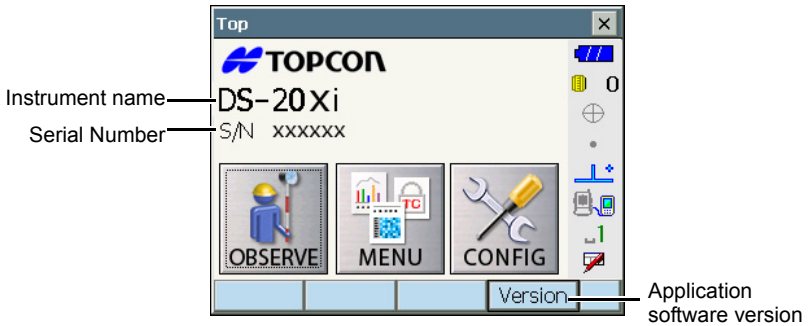 Top
TOPCON
Instrument name
DS-20Xi
0
Serial Number
S/N xxxxxx
TC
OBSERVE
MENU
CONFIG
1
Version
Application
software version